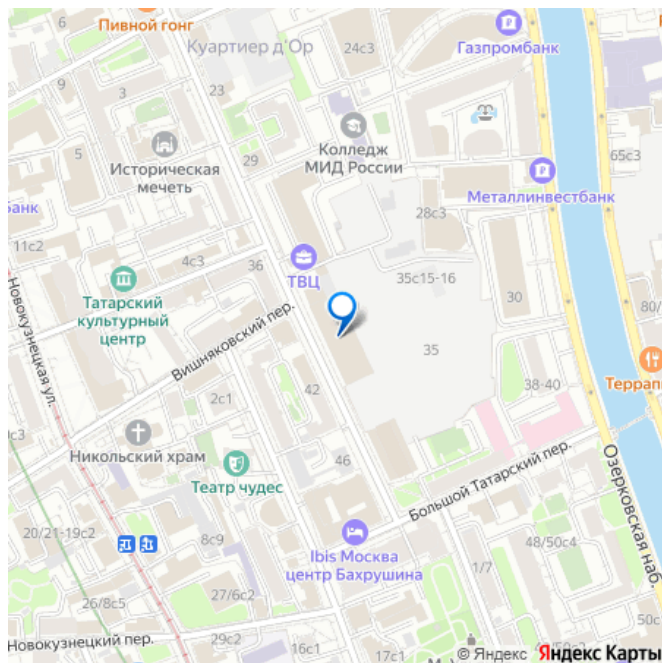 Пивной гонг
Куартиер д'Ор
24с3
Газпромбанк
9
3
23
5
Историческая
мечеть
29
Колледж
МИД России
65с3
Металлинвестбанк
Банк
28с3
11с2
4с3
36
ТВЦ
35с15-16
30
80/
Татарский
культурный
центр
Вишняковский пер.
Новокузнецкая ул.
35
38-40
Террап
42
2с1
с3
Никольский храм
Театр чудес
46
Большой Татарский пер.
Озерковская наб.
20/21-19с2
8с9
Ibis Москва
центр Бахрушина
48/50с4
1/7
26/8с5
27/6с2
50с
Новокузнецкий пер.
29с2
16с1
17с1
© Яндекс Яндекс Карты